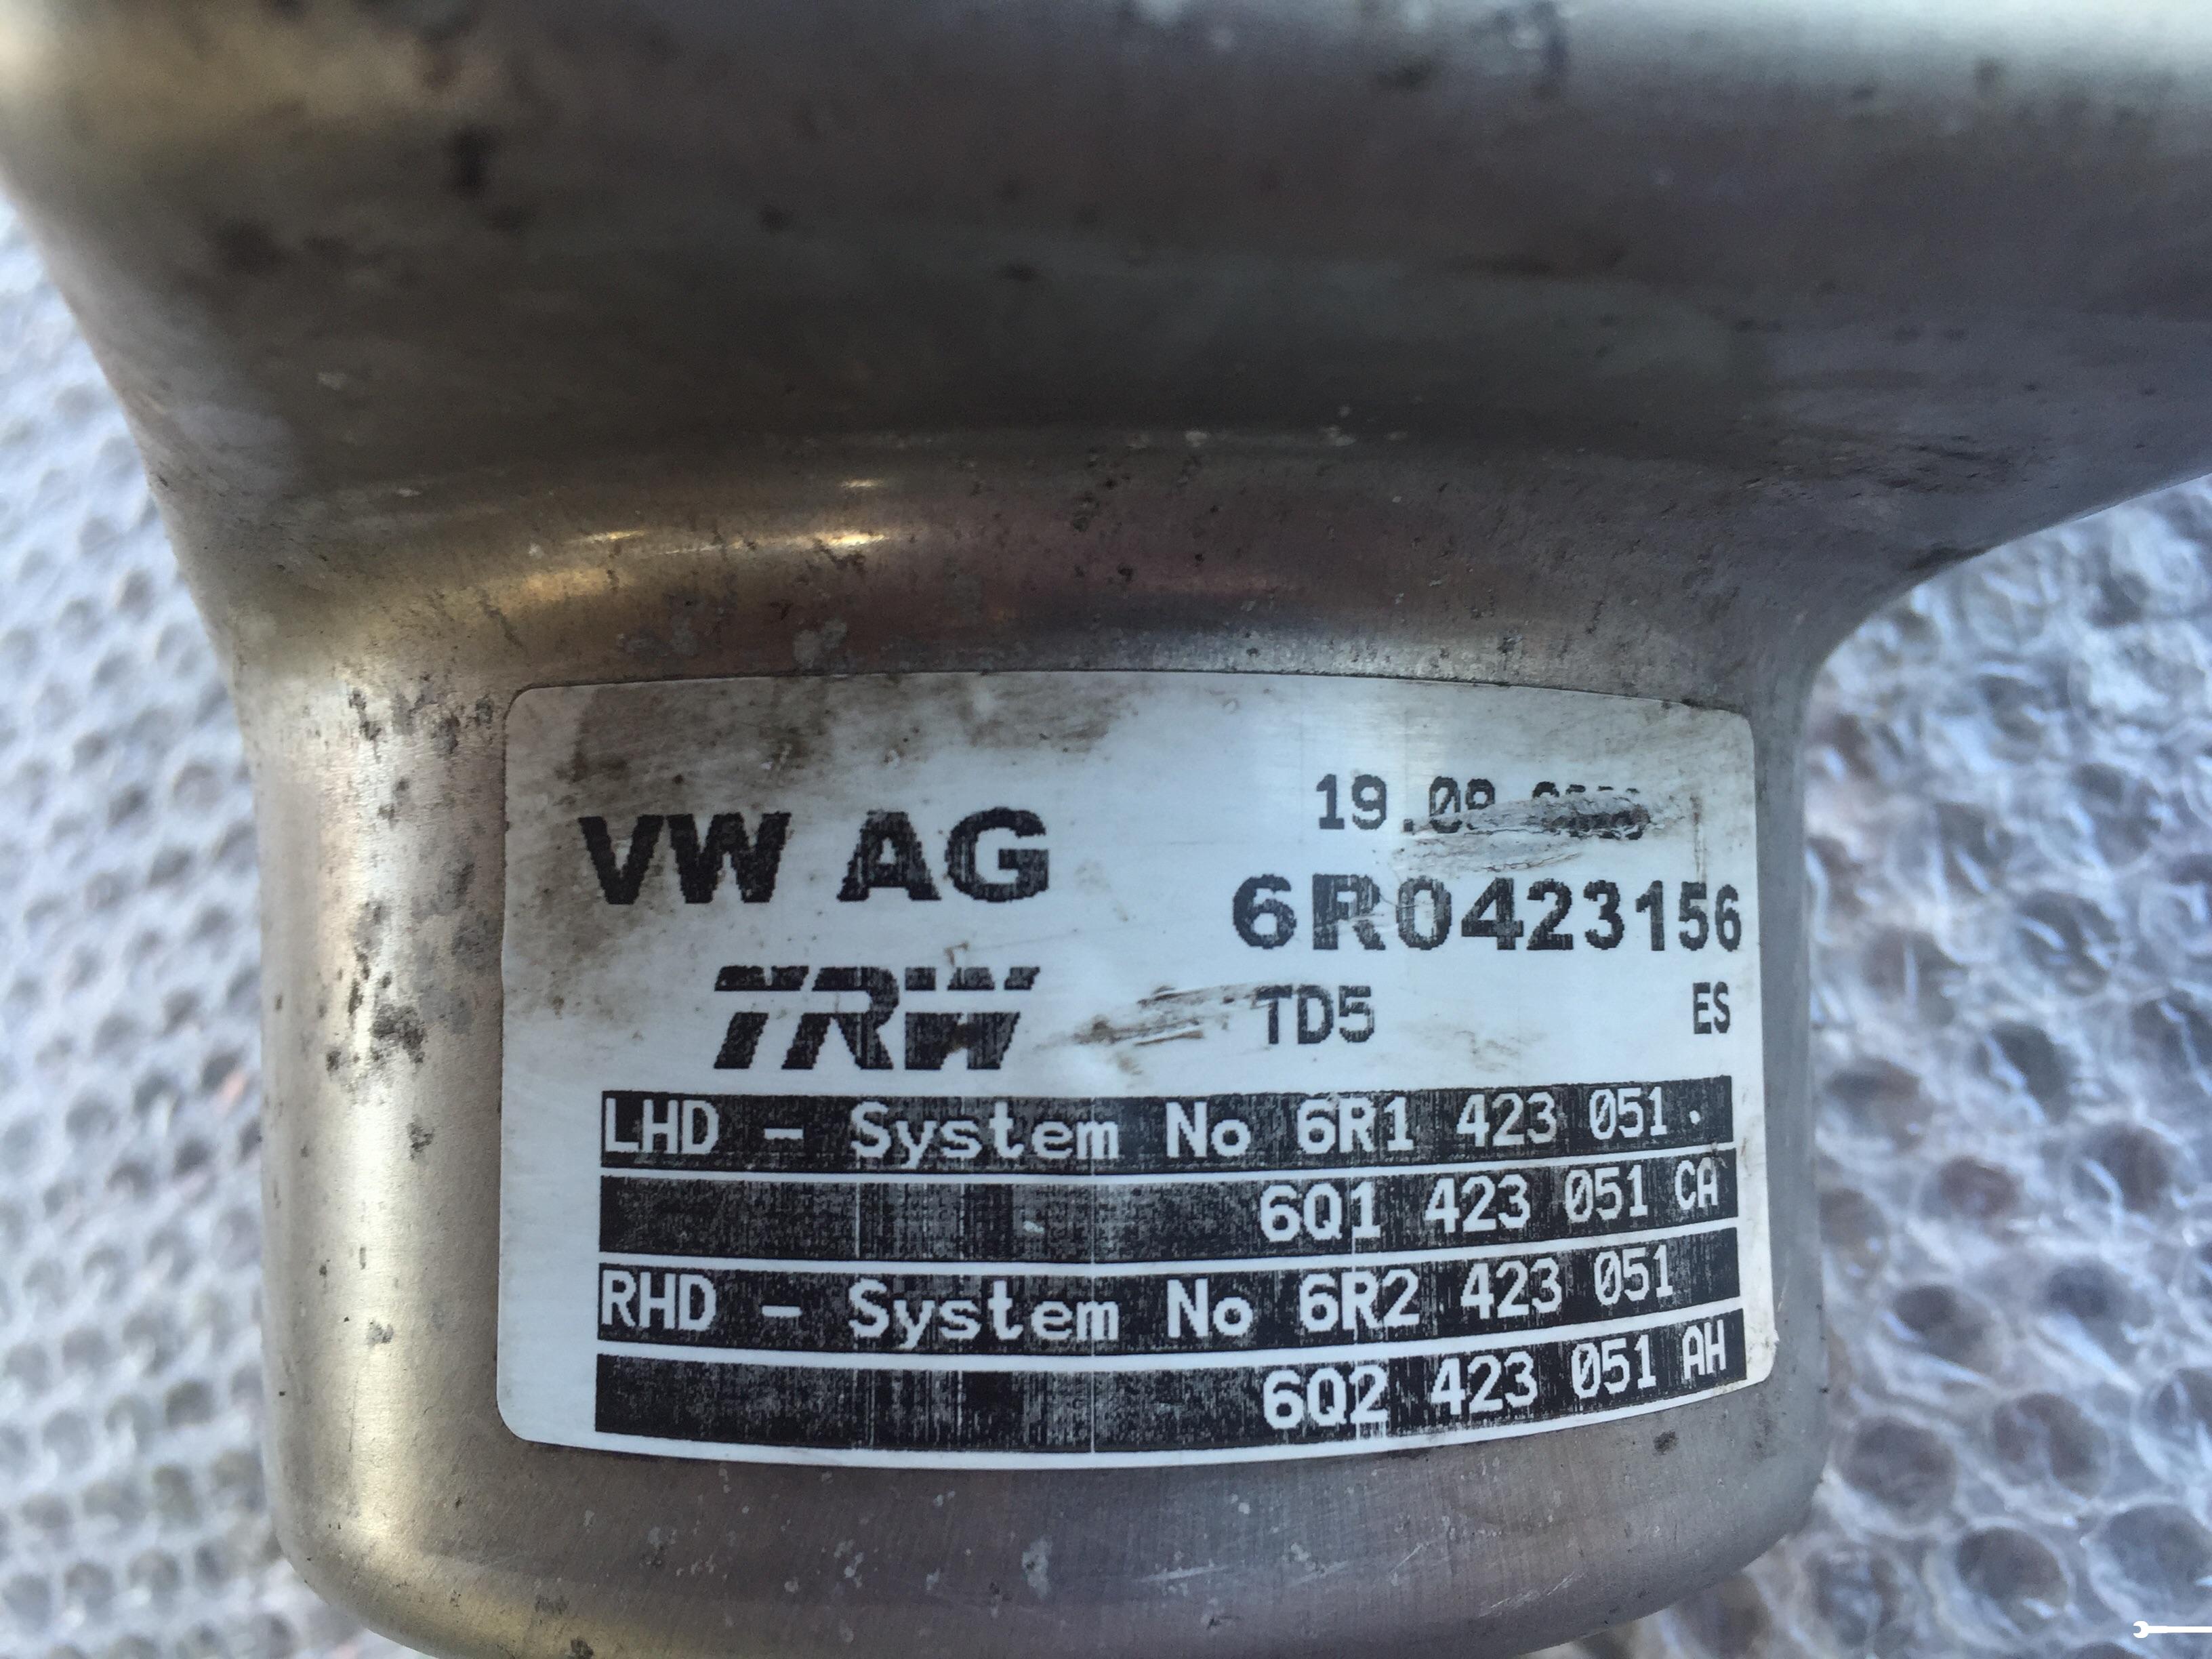 VW AG
19.09
6R0423156
TRW
TD5 ES
LHD - System No 6R1 423 051 .
6Q1 423 051 CA
RHD - System No 6R2 423 051
6Q2 423 051 AH